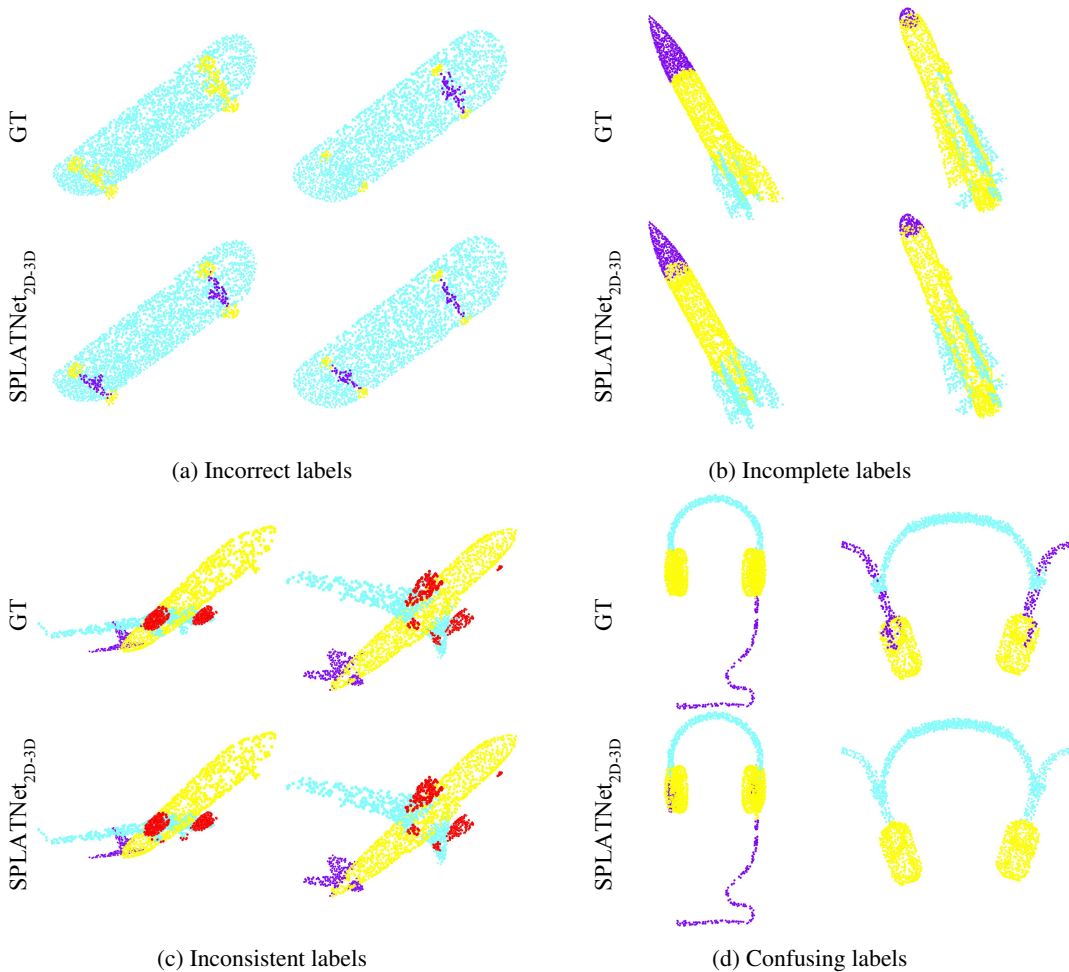 GT
GT
SPLATNet2D-3D
SPLATNet2D-3D
(a) Incorrect labels
(b) Incomplete labels
GT
GT
SPLATNet2D-3D
SPLATNet2D-3D
(c) Inconsistent labels
(d) Confusing labels